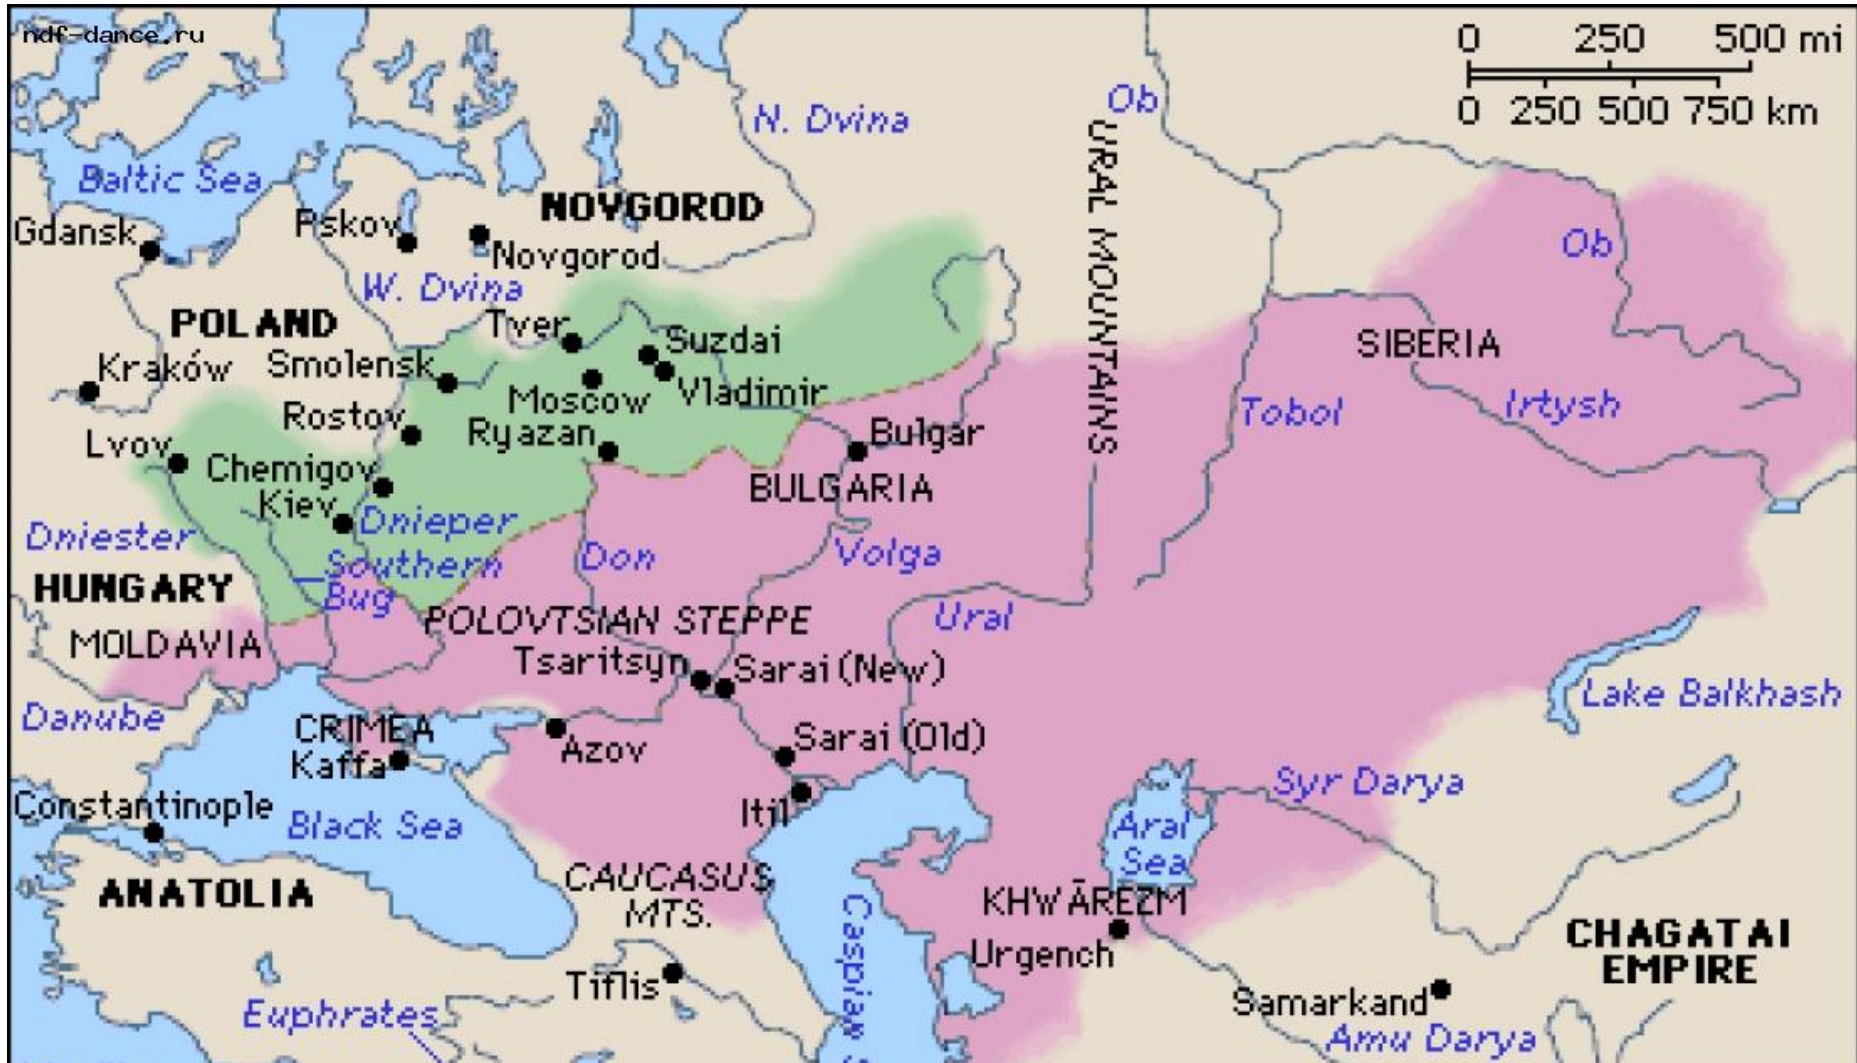 ndf-dance.ru
0 250 500 mi
0 250 500 750 km
Ob
N. Dvina
URAL MOUNTAINS
Baltic Sea
NOVGOROD
Gdansk
Pskov
Novgorod
Ob
W. Dvina
POLAND
Tver
Suzdai
SIBERIA
Kraków
Smolensk
Moscow
Vladimir
Tobol
Irtysh
Rostov
Ryazan
Bulgar
Lvov
Chemigov
BULGARIA
Kiev
Dnieper
Dniester
Southern
Bug
Don
Volga
HUNGARY
POLOVTSIAN STEPPE
Ural
MOLDAVIA
Tsaritsyn
Sarai (New)
Lake Balkhash
Danube
CRIMEA
Azov
Sarai (Old)
Kaffa
Syr Darya
Constantinople
Black Sea
Itil
Aral
Sea
ANATOLIA
CAUCASUS
MTS.
KHWĀREZM
Caspian S
CHAGATAI
EMPIRE
Urgench
Tiflis
Samarkand
Euphrates
Amu Darya